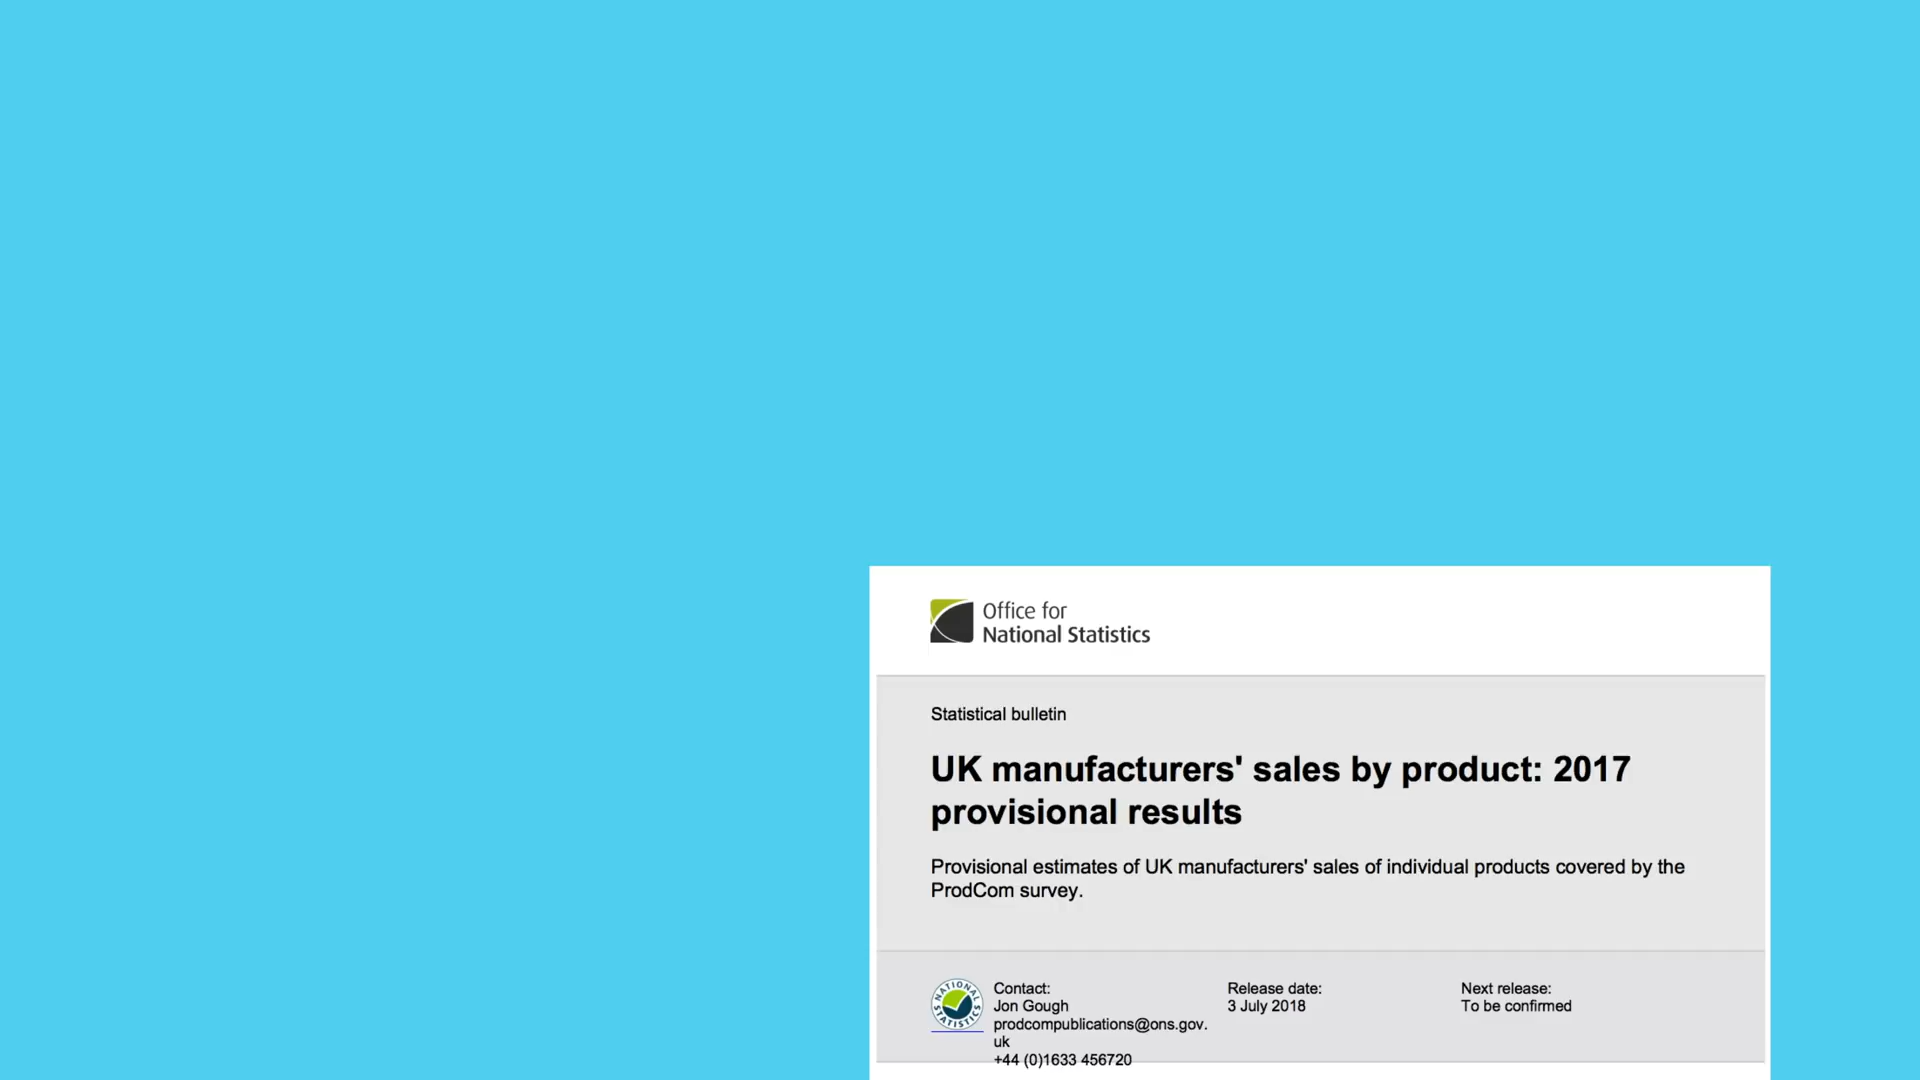 Office for
National Statistics
Statistical bulletin
UK manufacturers' sales by product: 2017
provisional results
Provisional estimates of UK manufacturers' sales of individual products covered by the
ProdCom survey.
NATIONAL STATISTICS
Contact:
Jon Gough
prodcompublications@ons.gov.
uk
+44 (0)1633 456720
Release date:
3 July 2018
Next release:
To be confirmed